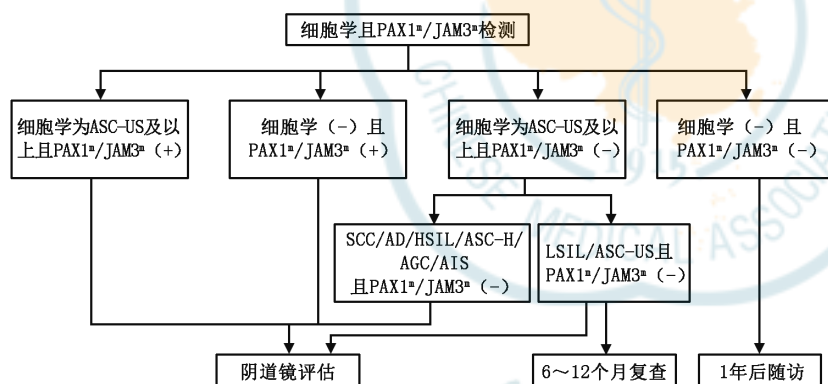 细胞学且PAX1ᵐ/JAM3ᵐ检测
细胞学为ASC-US及以
上且PAX1ᵐ/JAM3ᵐ（+）
细胞学（-）且
PAX1ᵐ/JAM3ᵐ（+）
细胞学为ASC-US及以
上且PAX1ᵐ/JAM3ᵐ（-）
细胞学（-）且
PAX1ᵐ/JAM3ᵐ（-）
SCC/AD/HSIL/ASC-H/
AGC/AIS
且PAX1ᵐ/JAM3ᵐ（-）
LSIL/ASC-US且
PAX1ᵐ/JAM3ᵐ（-）
阴道镜评估
6～12个月复查
1年后随访
CHINESE MEDICAL ASSOCIAT
1915